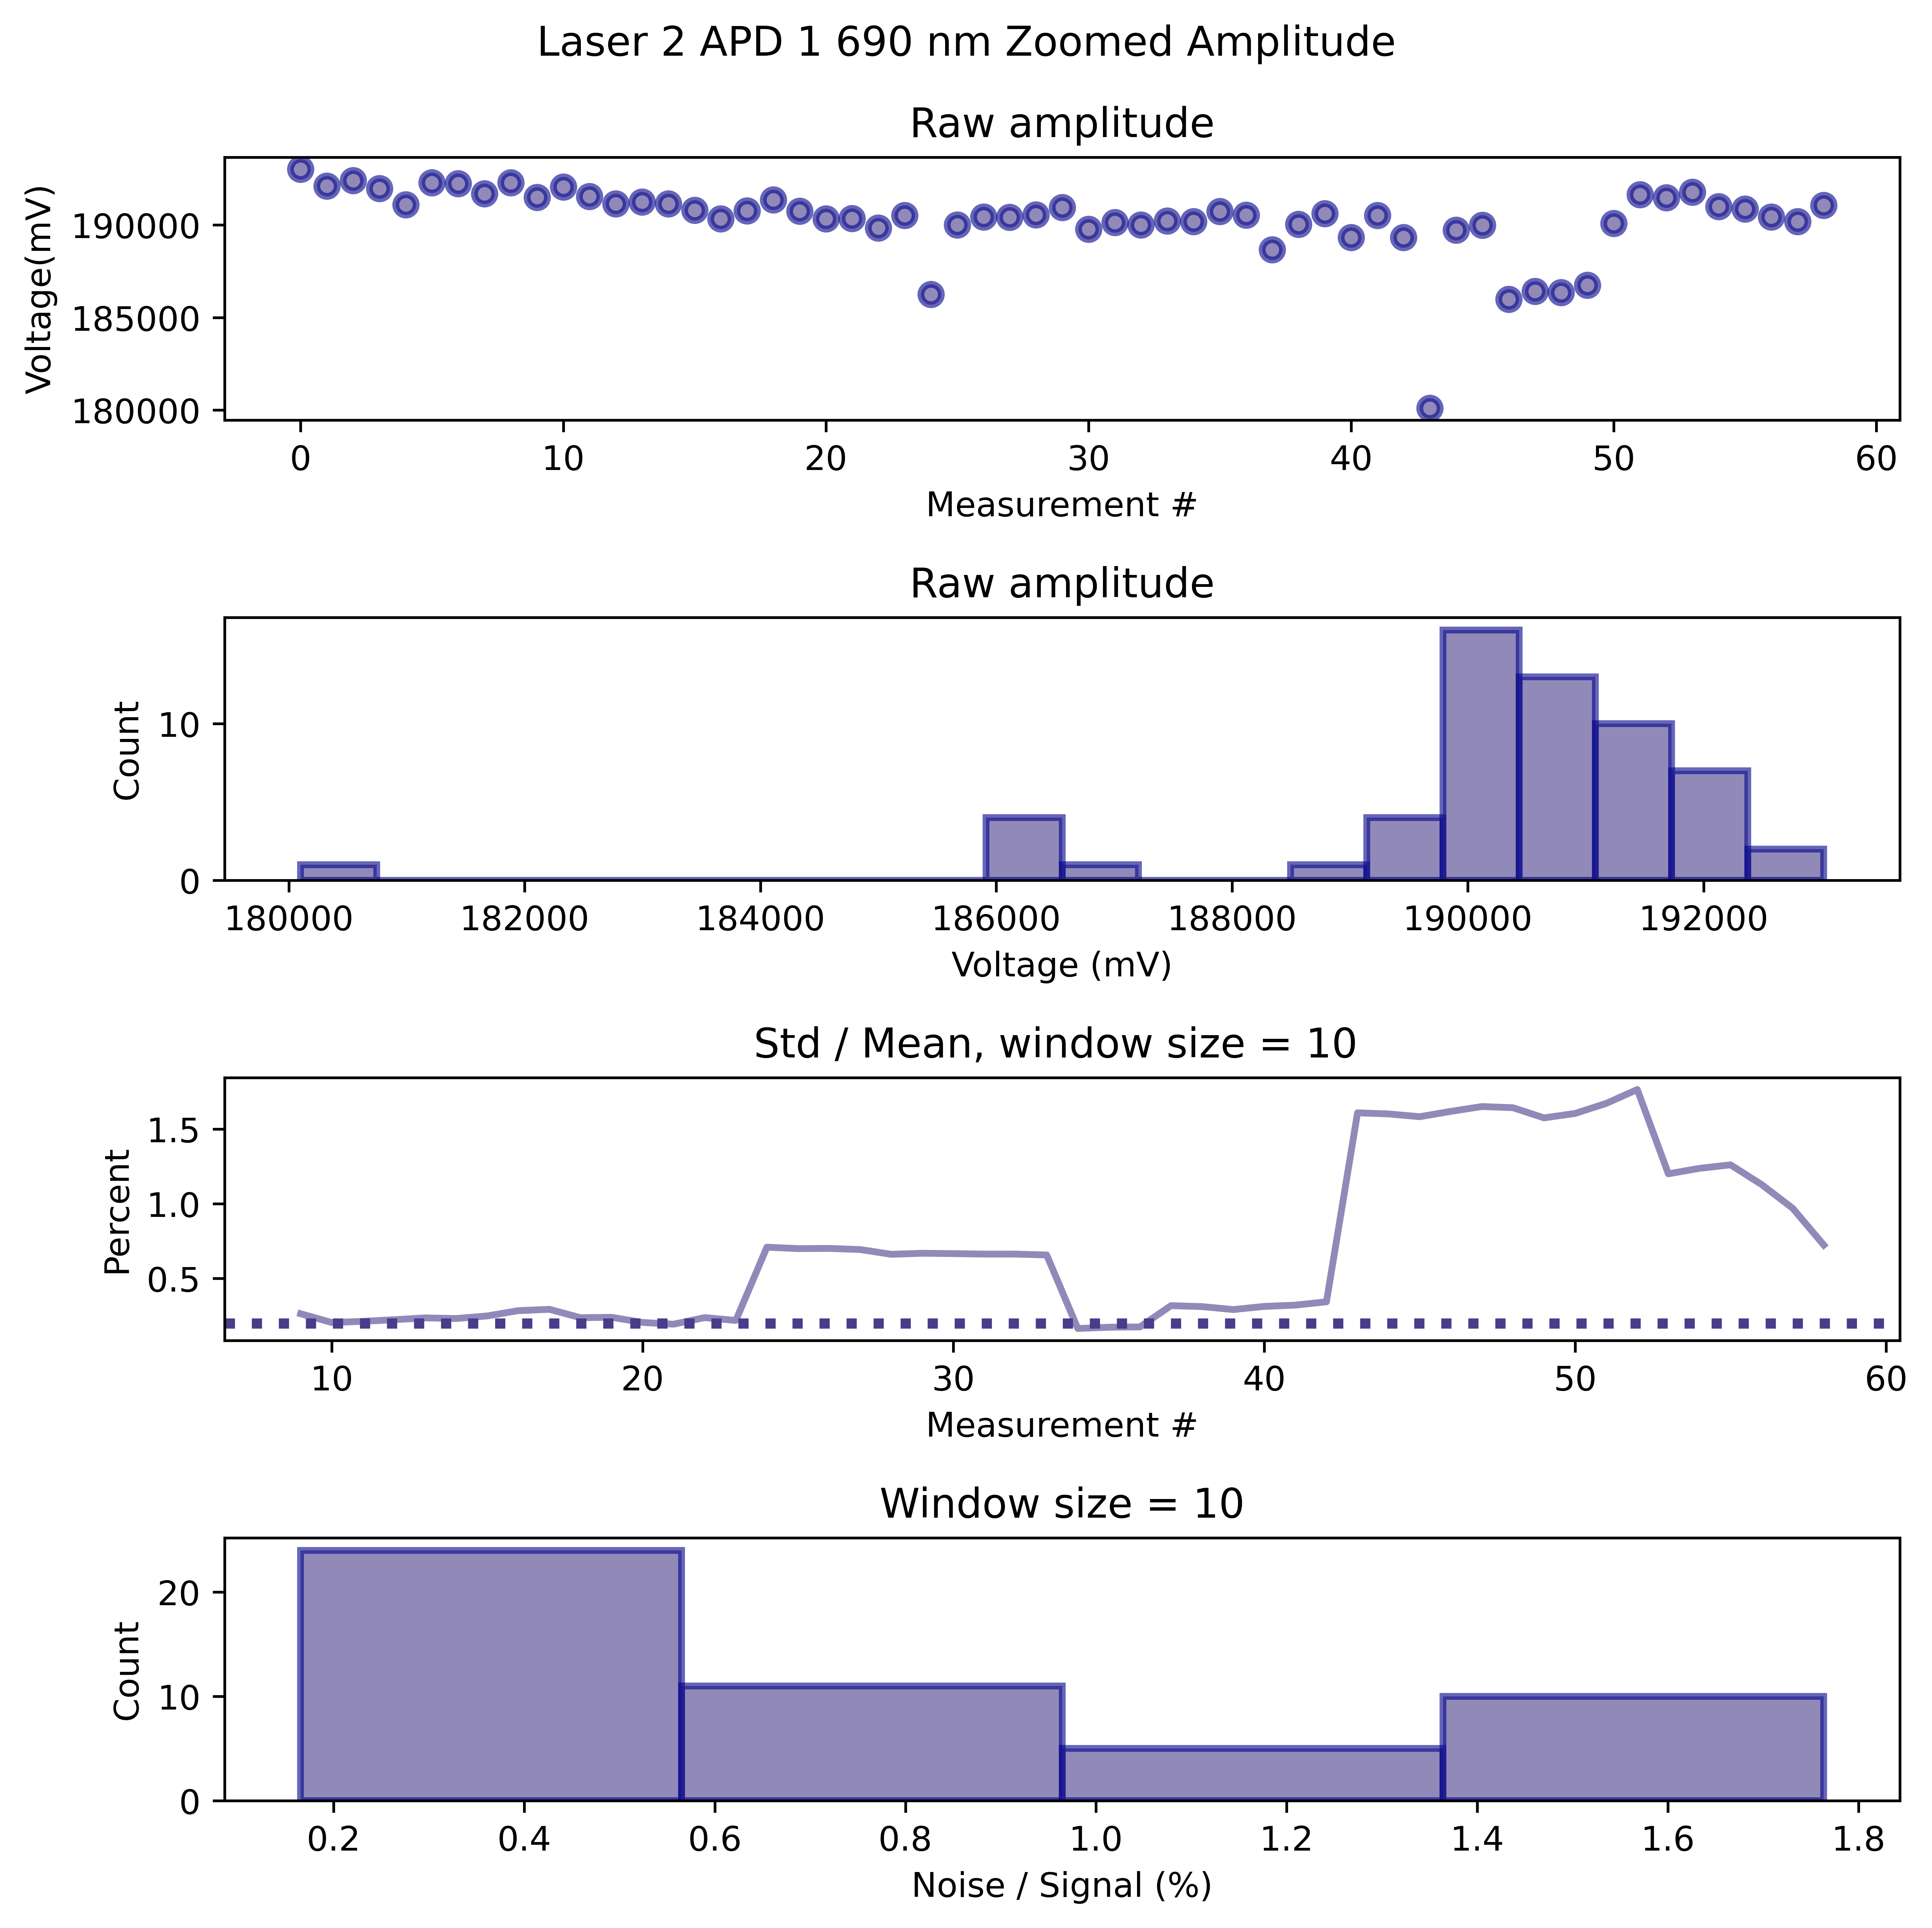 Laser 2 APD 1 690 nm Zoomed Amplitude
Raw amplitude
Voltage(mV)
190000
185000
180000
0 10 20 30 40 50 60
Measurement #
Raw amplitude
Count
10
0
180000 182000 184000 186000 188000 190000 192000
Voltage (mV)
Std / Mean, window size = 10
Percent
1.5
1.0
0.5
10 20 30 40 50 60
Measurement #
Window size = 10
Count
20
10
0
0.2 0.4 0.6 0.8 1.0 1.2 1.4 1.6 1.8
Noise / Signal (%)